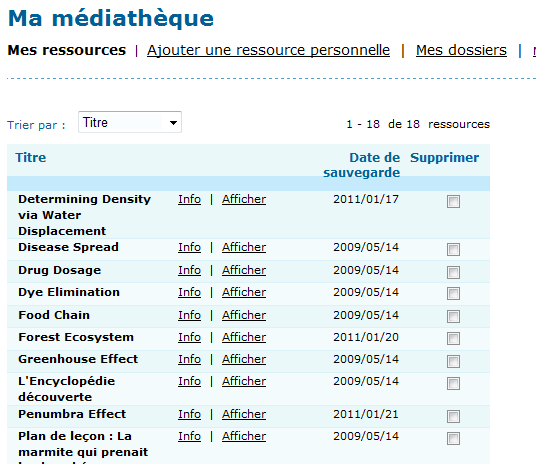 Ma médiathèque
Mes ressources | Ajouter une ressource personnelle | Mes dossiers |
Trier par : Titre 1 - 18 de 18 ressources
Titre Date de sauvegarde Supprimer
Determining Density via Water Displacement Info | Afficher 2011/01/17
Disease Spread Info | Afficher 2009/05/14
Drug Dosage Info | Afficher 2009/05/14
Dye Elimination Info | Afficher 2009/05/14
Food Chain Info | Afficher 2009/05/14
Forest Ecosystem Info | Afficher 2011/01/20
Greenhouse Effect Info | Afficher 2009/05/14
L'Encyclopédie découverte Info | Afficher 2009/05/14
Penumbra Effect Info | Afficher 2011/01/21
Plan de leçon : La marmite qui prenait Info | Afficher 2009/05/14